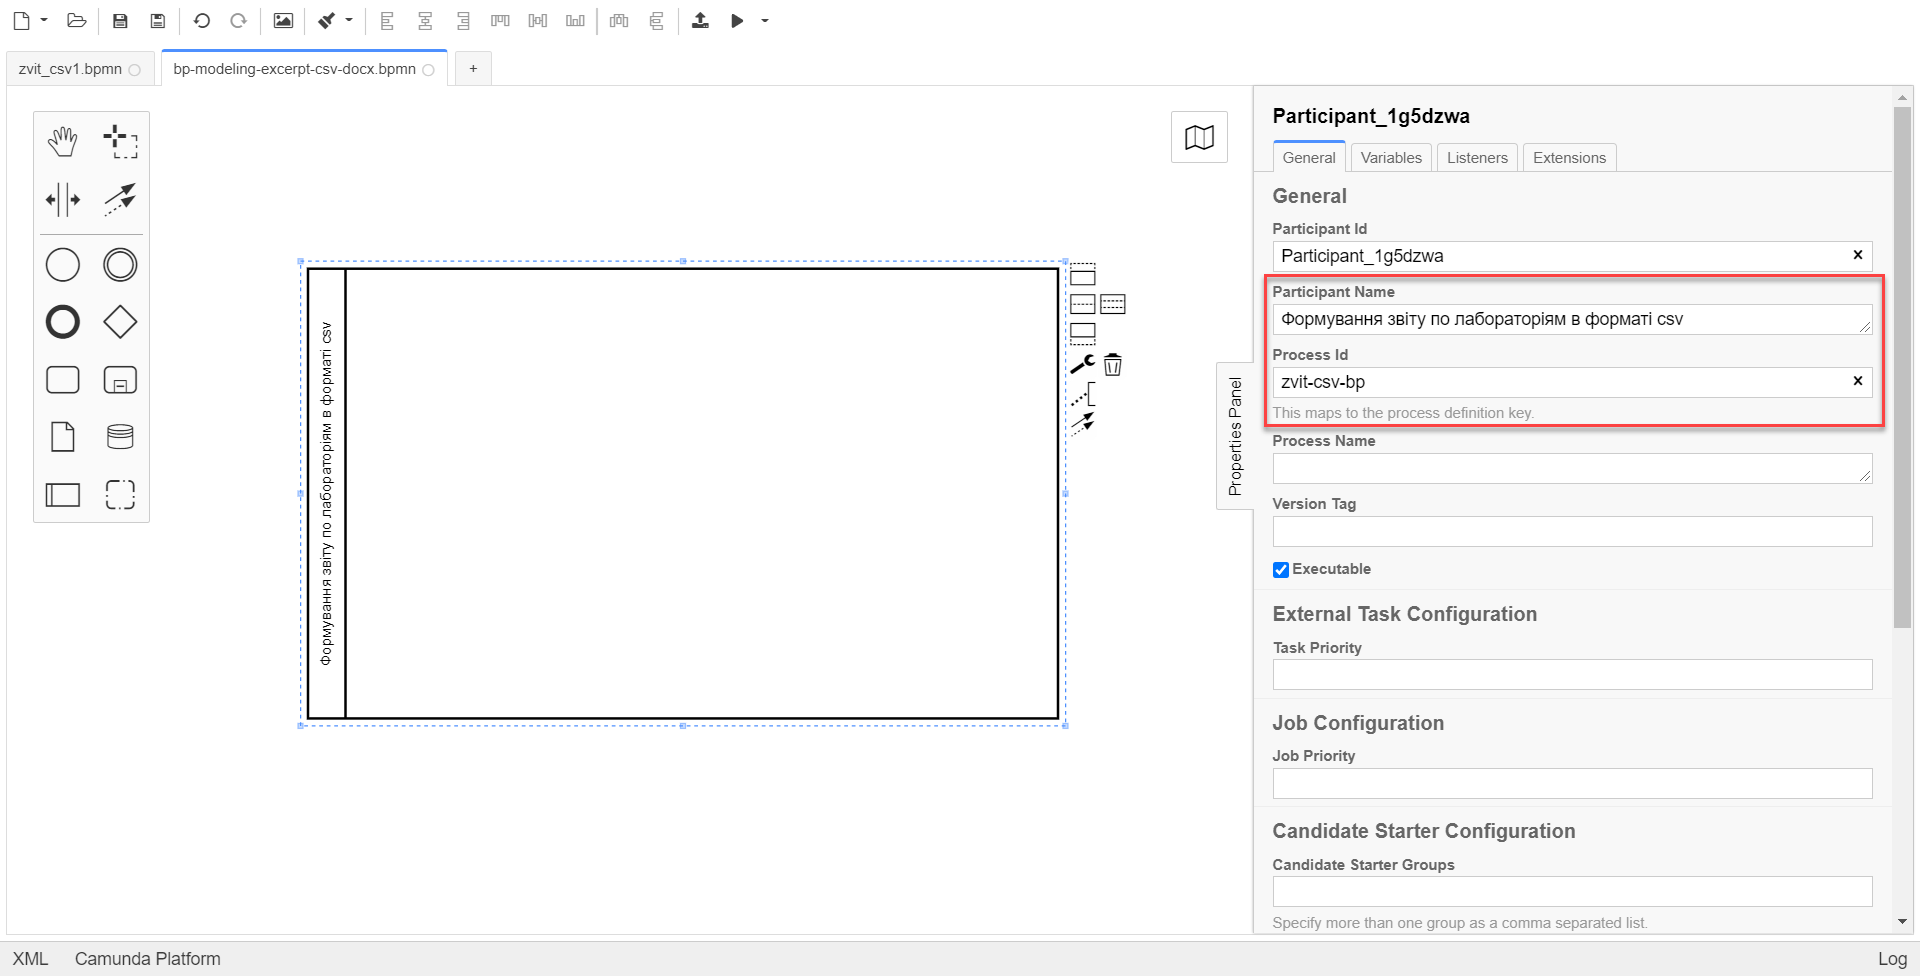 zvit_csv1.bpmn
bp-modeling-excerpt-csv-docx.bpmn
+
Формування звіту по лабораторіям в форматі csv
Properties Panel
Participant_1g5dzwa
General Variables Listeners Extensions
General
Participant Id
Participant_1g5dzwa
Participant Name
Формування звіту по лабораторіям в форматі csv
Process Id
zvit-csv-bp
This maps to the process definition key.
Process Name
Version Tag
Executable
External Task Configuration
Task Priority
Job Configuration
Job Priority
Candidate Starter Configuration
Candidate Starter Groups
Specify more than one group as a comma separated list.
XML Camunda Platform Log